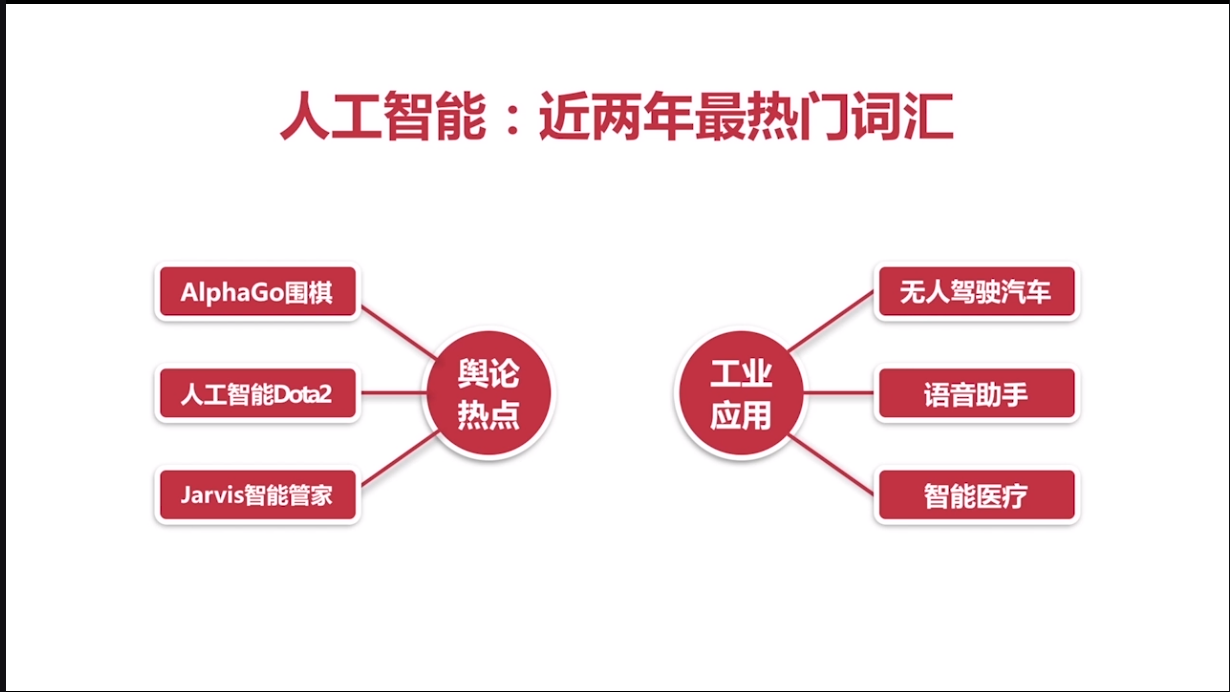 人工智能：近两年最热门词汇
AlphaGo围棋
人工智能Dota2
Jarvis智能管家
舆论
热点
工业
应用
无人驾驶汽车
语音助手
智能医疗